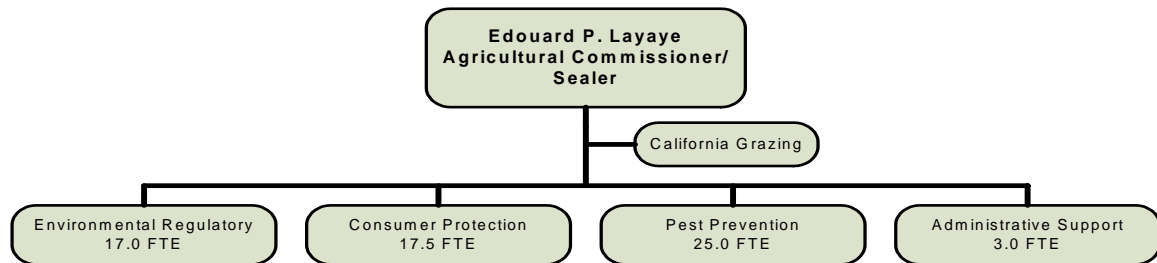 Edouard P. Layaye
Agricultural Commissioner/
Sealer
California Grazing
Environmental Regulatory
17.0 FTE
Consumer Protection
17.5 FTE
Pest Prevention
25.0 FTE
Administrative Support
3.0 FTE